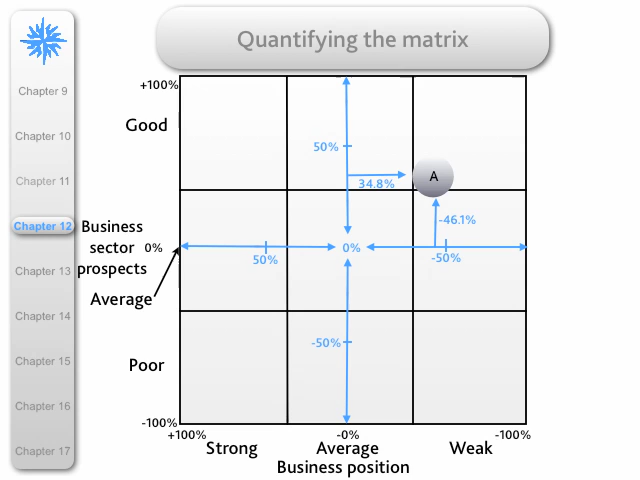 Quantifying the matrix
Chapter 9
Chapter 10
Chapter 11
Chapter 12
Chapter 13
Chapter 14
Chapter 15
Chapter 16
Chapter 17
+100%
Good
50%
A
34.8%
Business
sector
prospects
0%
-46.1%
0%
50%
-50%
Average
-50%
Poor
-100%
+100%
-0%
-100%
Strong
Average
Weak
Business position